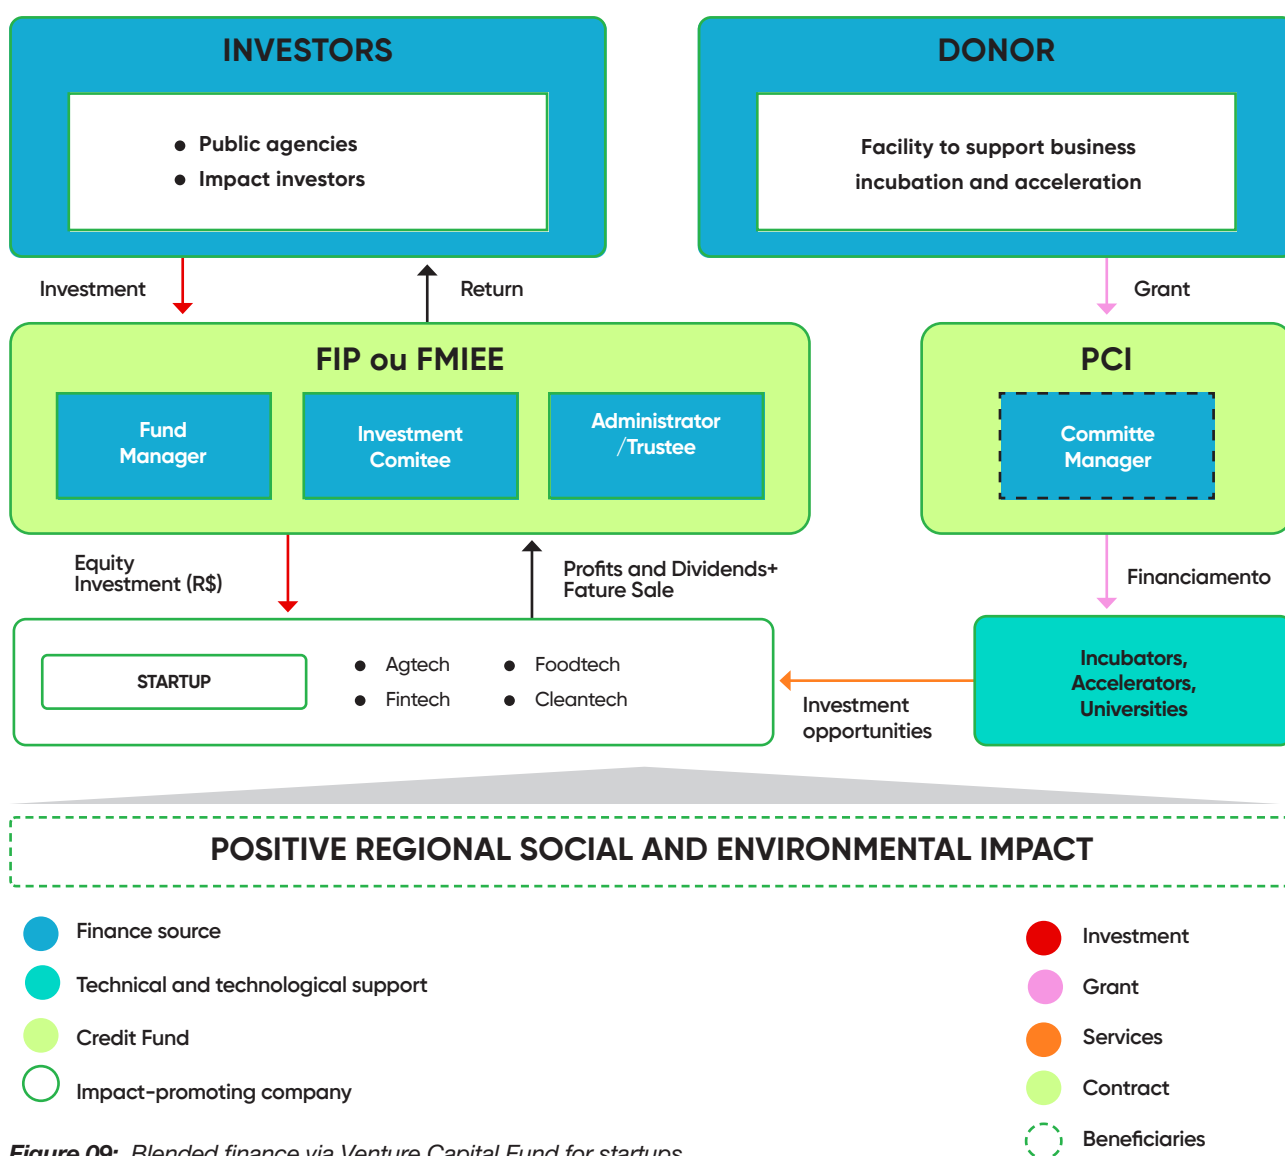 INVESTORS
Public agencies
Impact investors
DONOR
Facility to support business
incubation and acceleration
Investment
Return
Grant
FIP ou FMIEE
Fund
Manager
Investment
Comitee
Administrator
/Trustee
PCI
Committe
Manager
Equity
Investment (R$)
Profits and Dividends+
Fature Sale
Financiamento
STARTUP
Agtech
Fintech
Foodtech
Cleantech
Investment
opportunities
Incubators,
Accelerators,
Universities
POSITIVE REGIONAL SOCIAL AND ENVIRONMENTAL IMPACT
Finance source
Technical and technological support
Credit Fund
Impact-promoting company
Investment
Grant
Services
Contract
Beneficiaries
Figure 09: Blended finance via Venture Capital Fund for startups